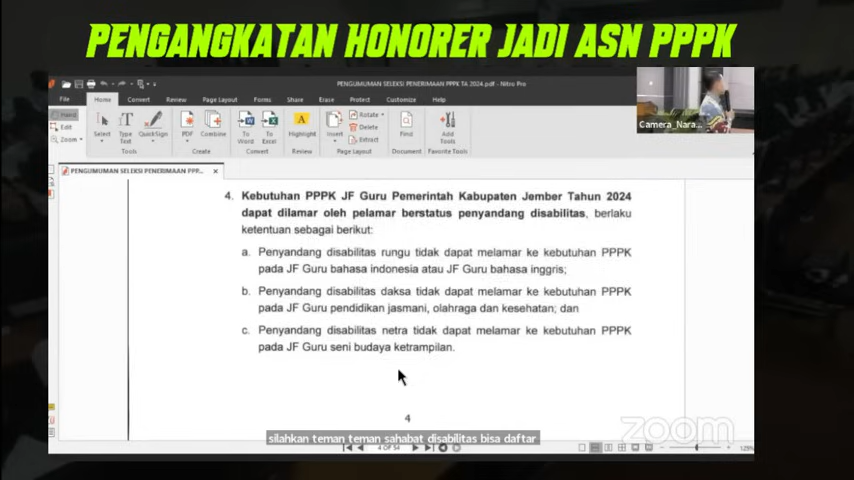 PENGANGKATAN HONORER JADI ASN PPPK
PENGUMUMAN SELEKSI PENERIMAAN PPPK TA 2024.pdf - Nitro Pro
File
Home
Convert
Review
Page Layout
Forms
Share
Erase
Protect
Customize
Help
Hand
Edit
Zoom
Select
Type
Text
QuickSign
PDF
Combine
To
Word
To
Excel
Highlight
Insert
Rotate
Delete
Extract
Find
Add
Tools
Tools
Create
Convert
Review
Page Layout
Document
Favorite Tools
Camera_Nara...
PENGUMUMAN SELEKSI PENERIMAAN PPP...
4. Kebutuhan PPPK JF Guru Pemerintah Kabupaten Jember Tahun 2024
dapat dilamar oleh pelamar berstatus penyandang disabilitas, berlaku
ketentuan sebagai berikut:
a. Penyandang disabilitas rungu tidak dapat melamar ke kebutuhan PPPK
pada JF Guru bahasa indonesia atau JF Guru bahasa inggris;
b. Penyandang disabilitas daksa tidak dapat melamar ke kebutuhan PPPK
pada JF Guru pendidikan jasmani, olahraga dan kesehatan; dan
c. Penyandang disabilitas netra tidak dapat melamar ke kebutuhan PPPK
pada JF Guru seni budaya ketrampilan.
4
silahkan teman teman sahabat disabilitas bisa daftar
zoom
4 OF 54